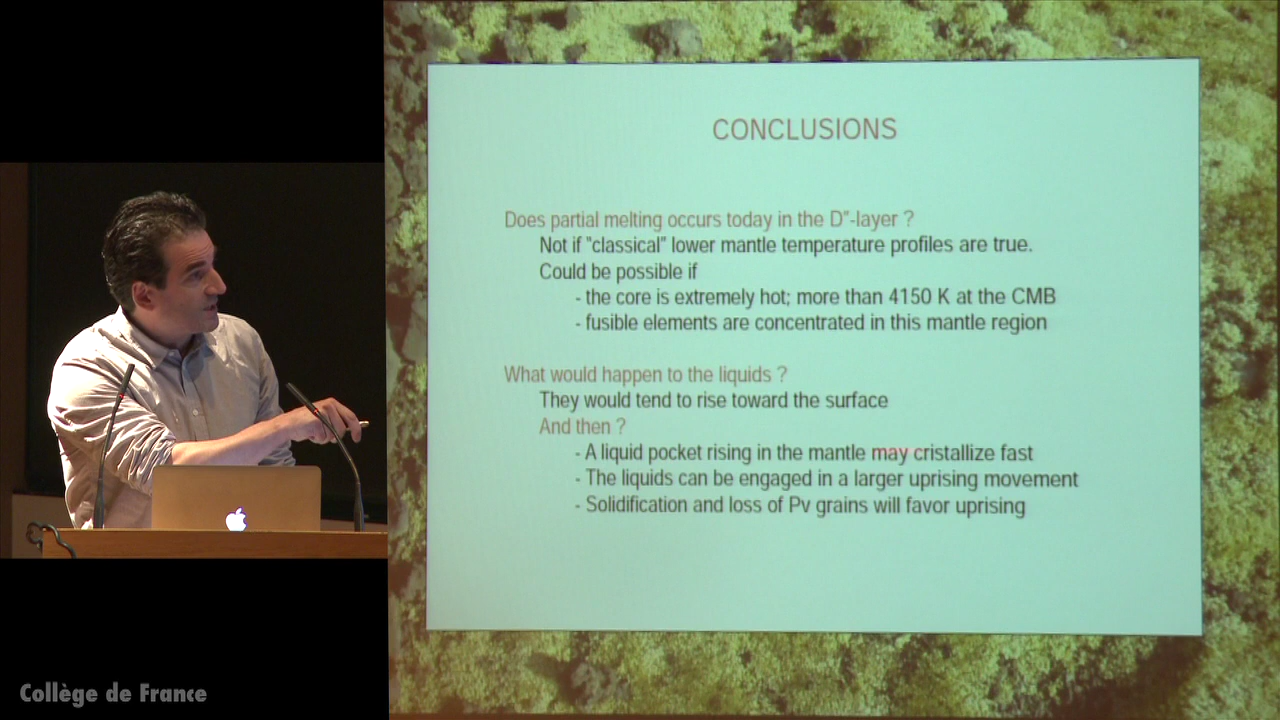 CONCLUSIONS
Does partial melting occurs today in the D"-layer ?
Not if "classical" lower mantle temperature profiles are true.
Could be possible if
- the core is extremely hot; more than 4150 K at the CMB
- fusible elements are concentrated in this mantle region
What would happen to the liquids ?
They would tend to rise toward the surface
And then ?
- A liquid pocket rising in the mantle may cristallize fast
- The liquids can be engaged in a larger uprising movement
- Solidification and loss of Pv grains will favor uprising
Collège de France